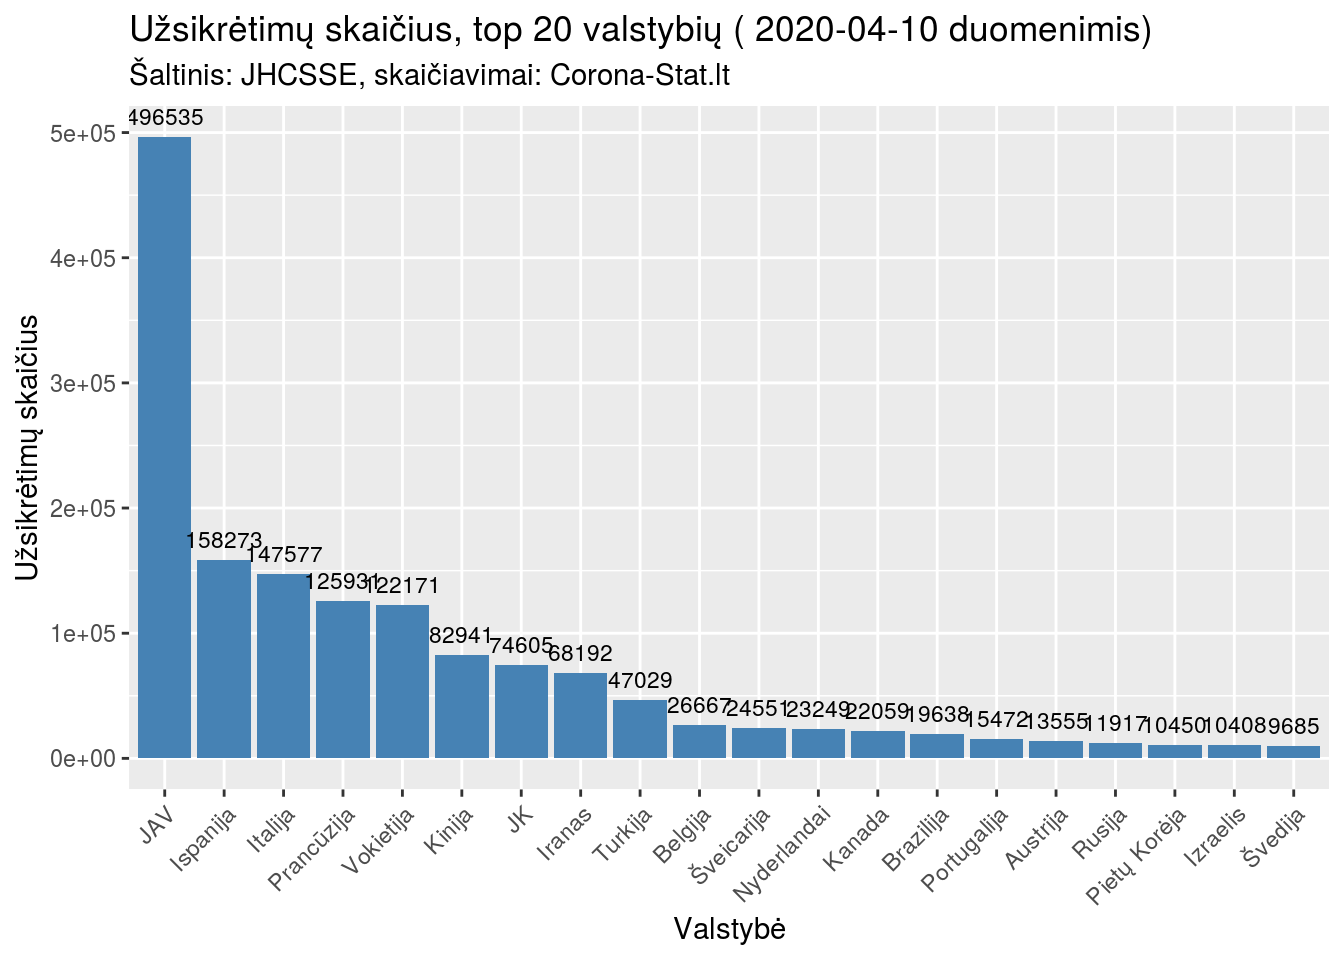 Užsikrėtimų skaičius, top 20 valstybių ( 2020-04-10 duomenimis)
Šaltinis: JHCSSE, skaičiavimai: Corona-Stat.lt
Užsikrėtimų skaičius
5e+05
4e+05
3e+05
2e+05
1e+05
0e+00
496535
158273
147577
125931
122171
82941
74605
68192
47029
26667
24551
23249
22059
19638
15472
13555
11917
10450
10408
9685
JAV
Ispanija
Italija
Prancūzija
Vokietija
Kinija
JK
Iranas
Turkija
Belgija
Šveicarija
Nyderlandai
Kanada
Brazilija
Portugalija
Austrija
Rusija
Pietų Korėja
Izraelis
Švedija
Valstybė